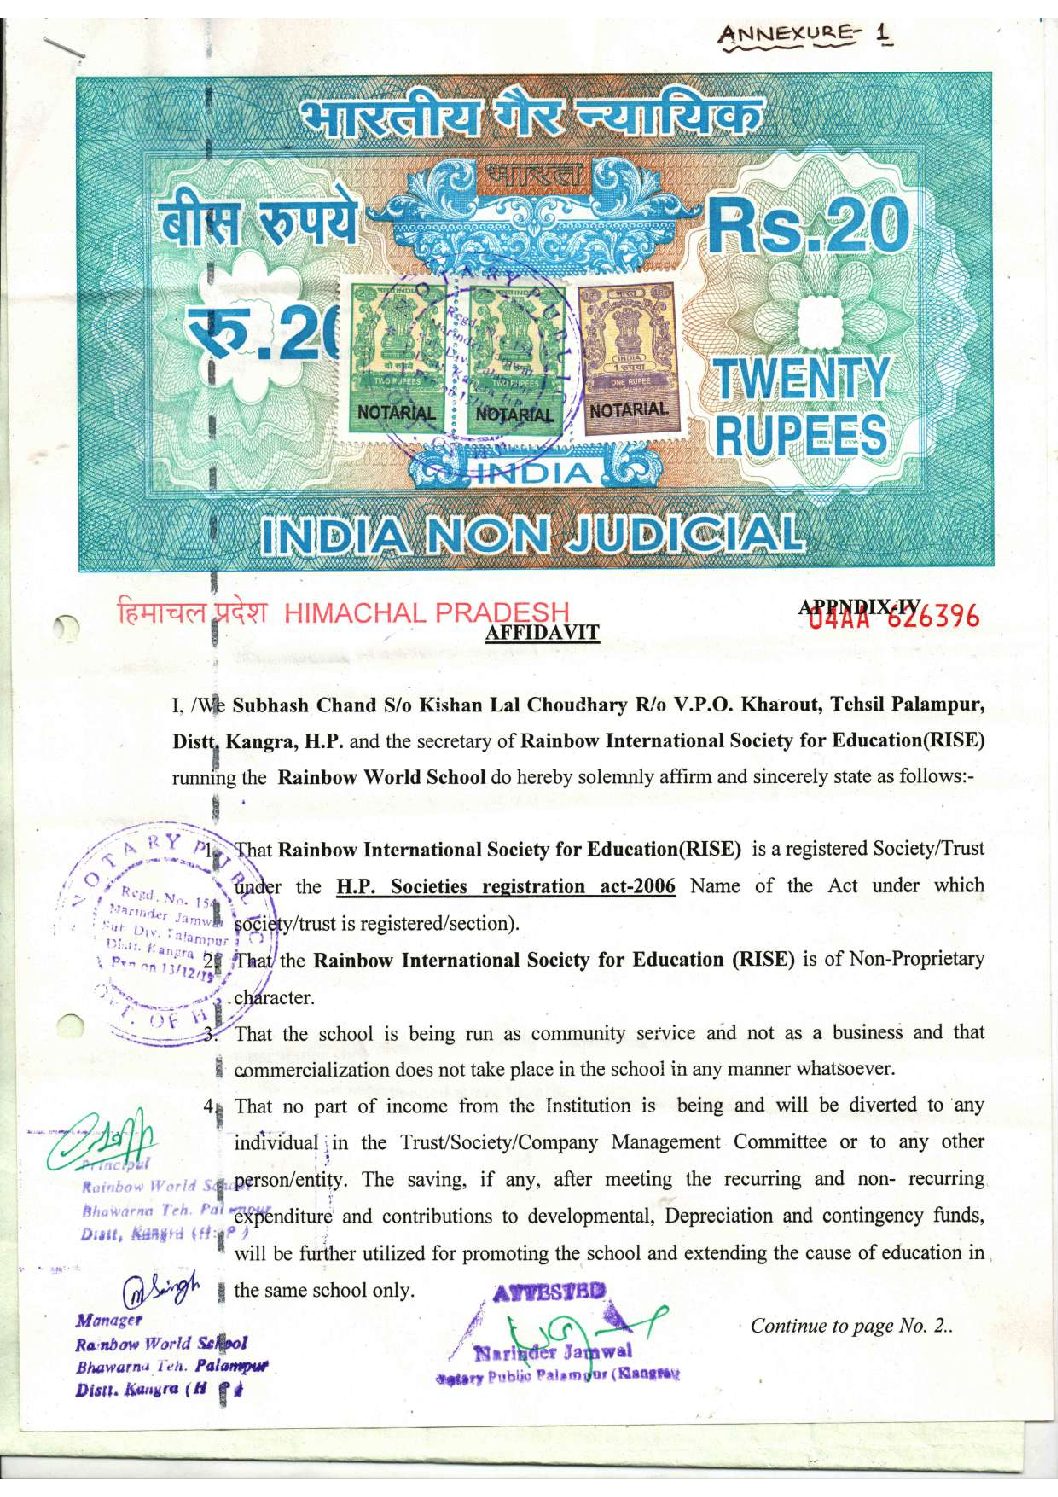 ANNEXURE- 1
भारतीय गैर न्यायिक
भारत
बीस रुपये
Rs.20
रु.20
TWO RUPEES
NOTARIAL
TWO RUPEES
NOTARIAL
INDIA
ONE RUPEE
NOTARIAL
TWENTY
RUPEES
INDIA
INDIA NON JUDICIAL
हिमाचल प्रदेश HIMACHAL PRADESH
APPNDIX-IV
04AA 626396
AFFIDAVIT
I, /We Subhash Chand S/o Kishan Lal Choudhary R/o V.P.O. Kharout, Tehsil Palampur,
Distt. Kangra, H.P. and the secretary of Rainbow International Society for Education(RISE)
running the Rainbow World School do hereby solemnly affirm and sincerely state as follows:-
1. That Rainbow International Society for Education(RISE) is a registered Society/Trust
under the H.P. Societies registration act-2006 Name of the Act under which
society/trust is registered/section).
2. That the Rainbow International Society for Education (RISE) is of Non-Proprietary
character.
3. That the school is being run as community service and not as a business and that
commercialization does not take place in the school in any manner whatsoever.
4. That no part of income from the Institution is being and will be diverted to any
individual in the Trust/Society/Company Management Committee or to any other
person/entity. The saving, if any, after meeting the recurring and non- recurring
expenditure and contributions to developmental, Depreciation and contingency funds,
will be further utilized for promoting the school and extending the cause of education in
the same school only.
NOTARY PUBLIC
Regd. No. 154
Narinder Jamwal
Sub Div. Palampur
Distt. Kangra
Exp on 13/12/19
Principal
Rainbow World School
Bhawarna Teh. Palampur
Distt, Kangra (H.P)
M Singh
Manager
Rainbow World School
Bhawarna Teh. Palampur
Distt. Kangra (H P)
ATTESTED
Narinder Jamwal
Notary Public Palampur (Kangra)
Continue to page No. 2..